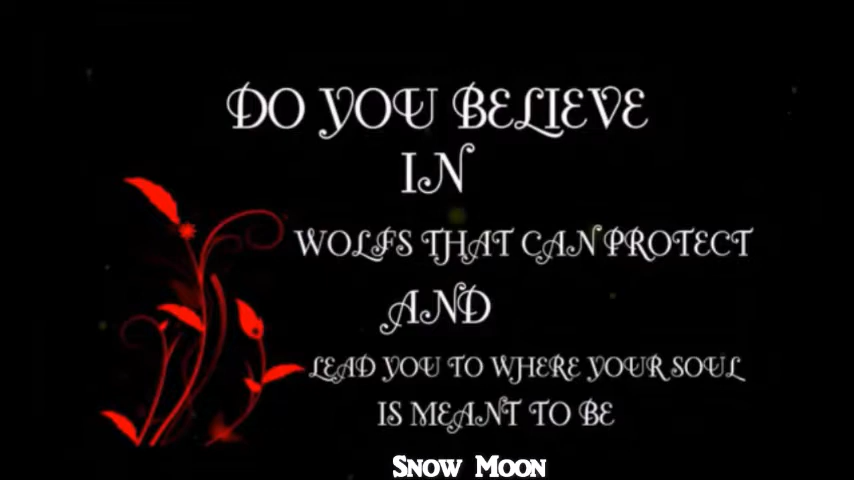 DO YOU BELIEVE
IN
WOLFS THAT CAN PROTECT
AND
LEAD YOU TO WHERE YOUR SOUL
IS MEANT TO BE
SNOW MOON